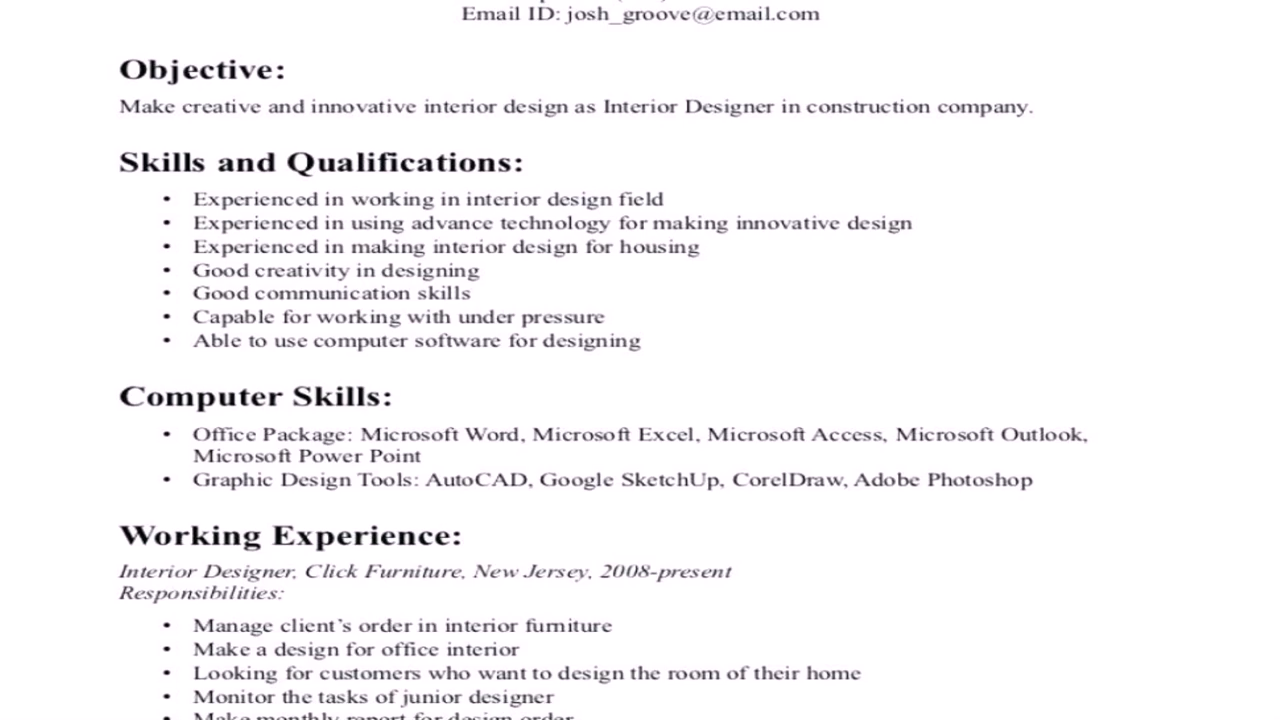 Email ID: josh_groove@email.com
Objective:
Make creative and innovative interior design as Interior Designer in construction company.
Skills and Qualifications:
• Experienced in working in interior design field
• Experienced in using advance technology for making innovative design
• Experienced in making interior design for housing
• Good creativity in designing
• Good communication skills
• Capable for working with under pressure
• Able to use computer software for designing
Computer Skills:
• Office Package: Microsoft Word, Microsoft Excel, Microsoft Access, Microsoft Outlook,
Microsoft Power Point
• Graphic Design Tools: AutoCAD, Google SketchUp, CorelDraw, Adobe Photoshop
Working Experience:
Interior Designer, Click Furniture, New Jersey, 2008-present
Responsibilities:
• Manage client’s order in interior furniture
• Make a design for office interior
• Looking for customers who want to design the room of their home
• Monitor the tasks of junior designer
• Make monthly report for design order